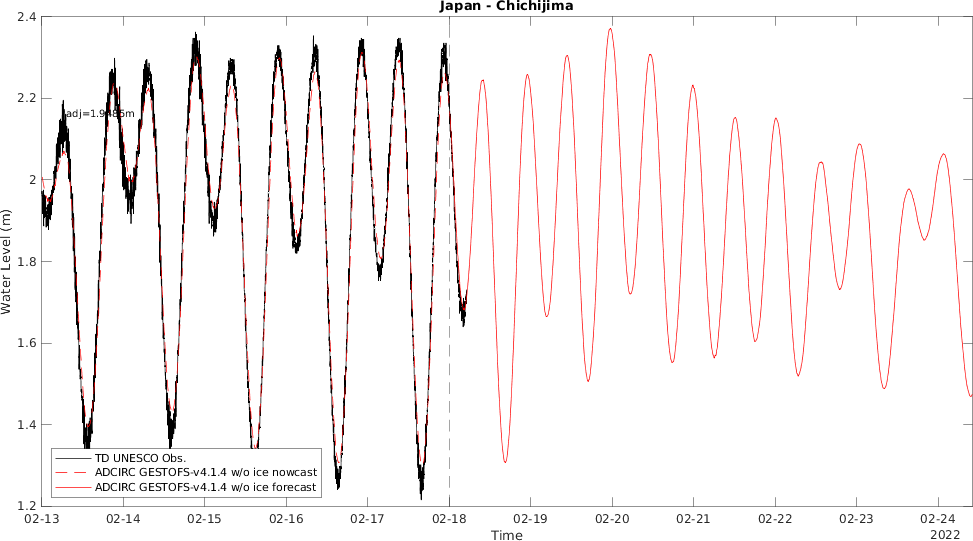 Japan - Chichijima
2.4
2.2
2
1.8
1.6
1.4
1.2
Water Level (m)
TD UNESCO Obs.
ADCIRC GESTOFS-v4.1.4 w/o ice nowcast
ADCIRC GESTOFS-v4.1.4 w/o ice forecast
02-13 02-14 02-15 02-16 02-17 02-18 02-19 02-20 02-21 02-22 02-23 02-24
Time
2022